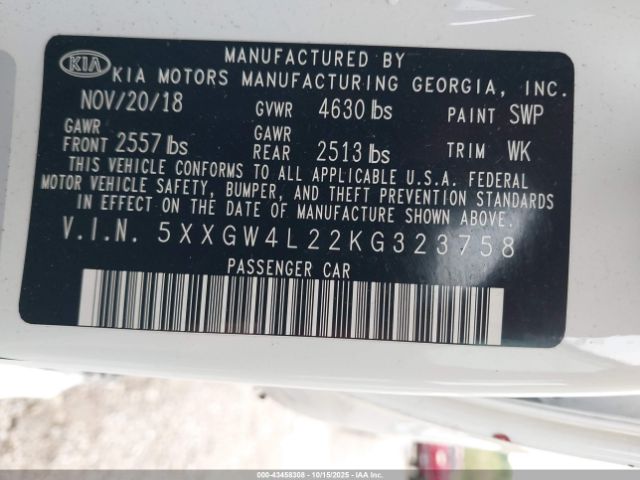 MANUFACTURED BY
KIA KIA MOTORS MANUFACTURING GEORGIA, INC.
NOV/20/18 GVWR 4630 lbs PAINT SWP
GAWR FRONT 2557 lbs GAWR REAR 2513 lbs TRIM WK
THIS VEHICLE CONFORMS TO ALL APPLICABLE U.S.A. FEDERAL
MOTOR VEHICLE SAFETY, BUMPER, AND THEFT PREVENTION STANDARDS
IN EFFECT ON THE DATE OF MANUFACTURE SHOWN ABOVE.
V.I.N. 5XXGW4L22KG323758
PASSENGER CAR
000-43458308 - 10/15/2025 - IAAI.COM